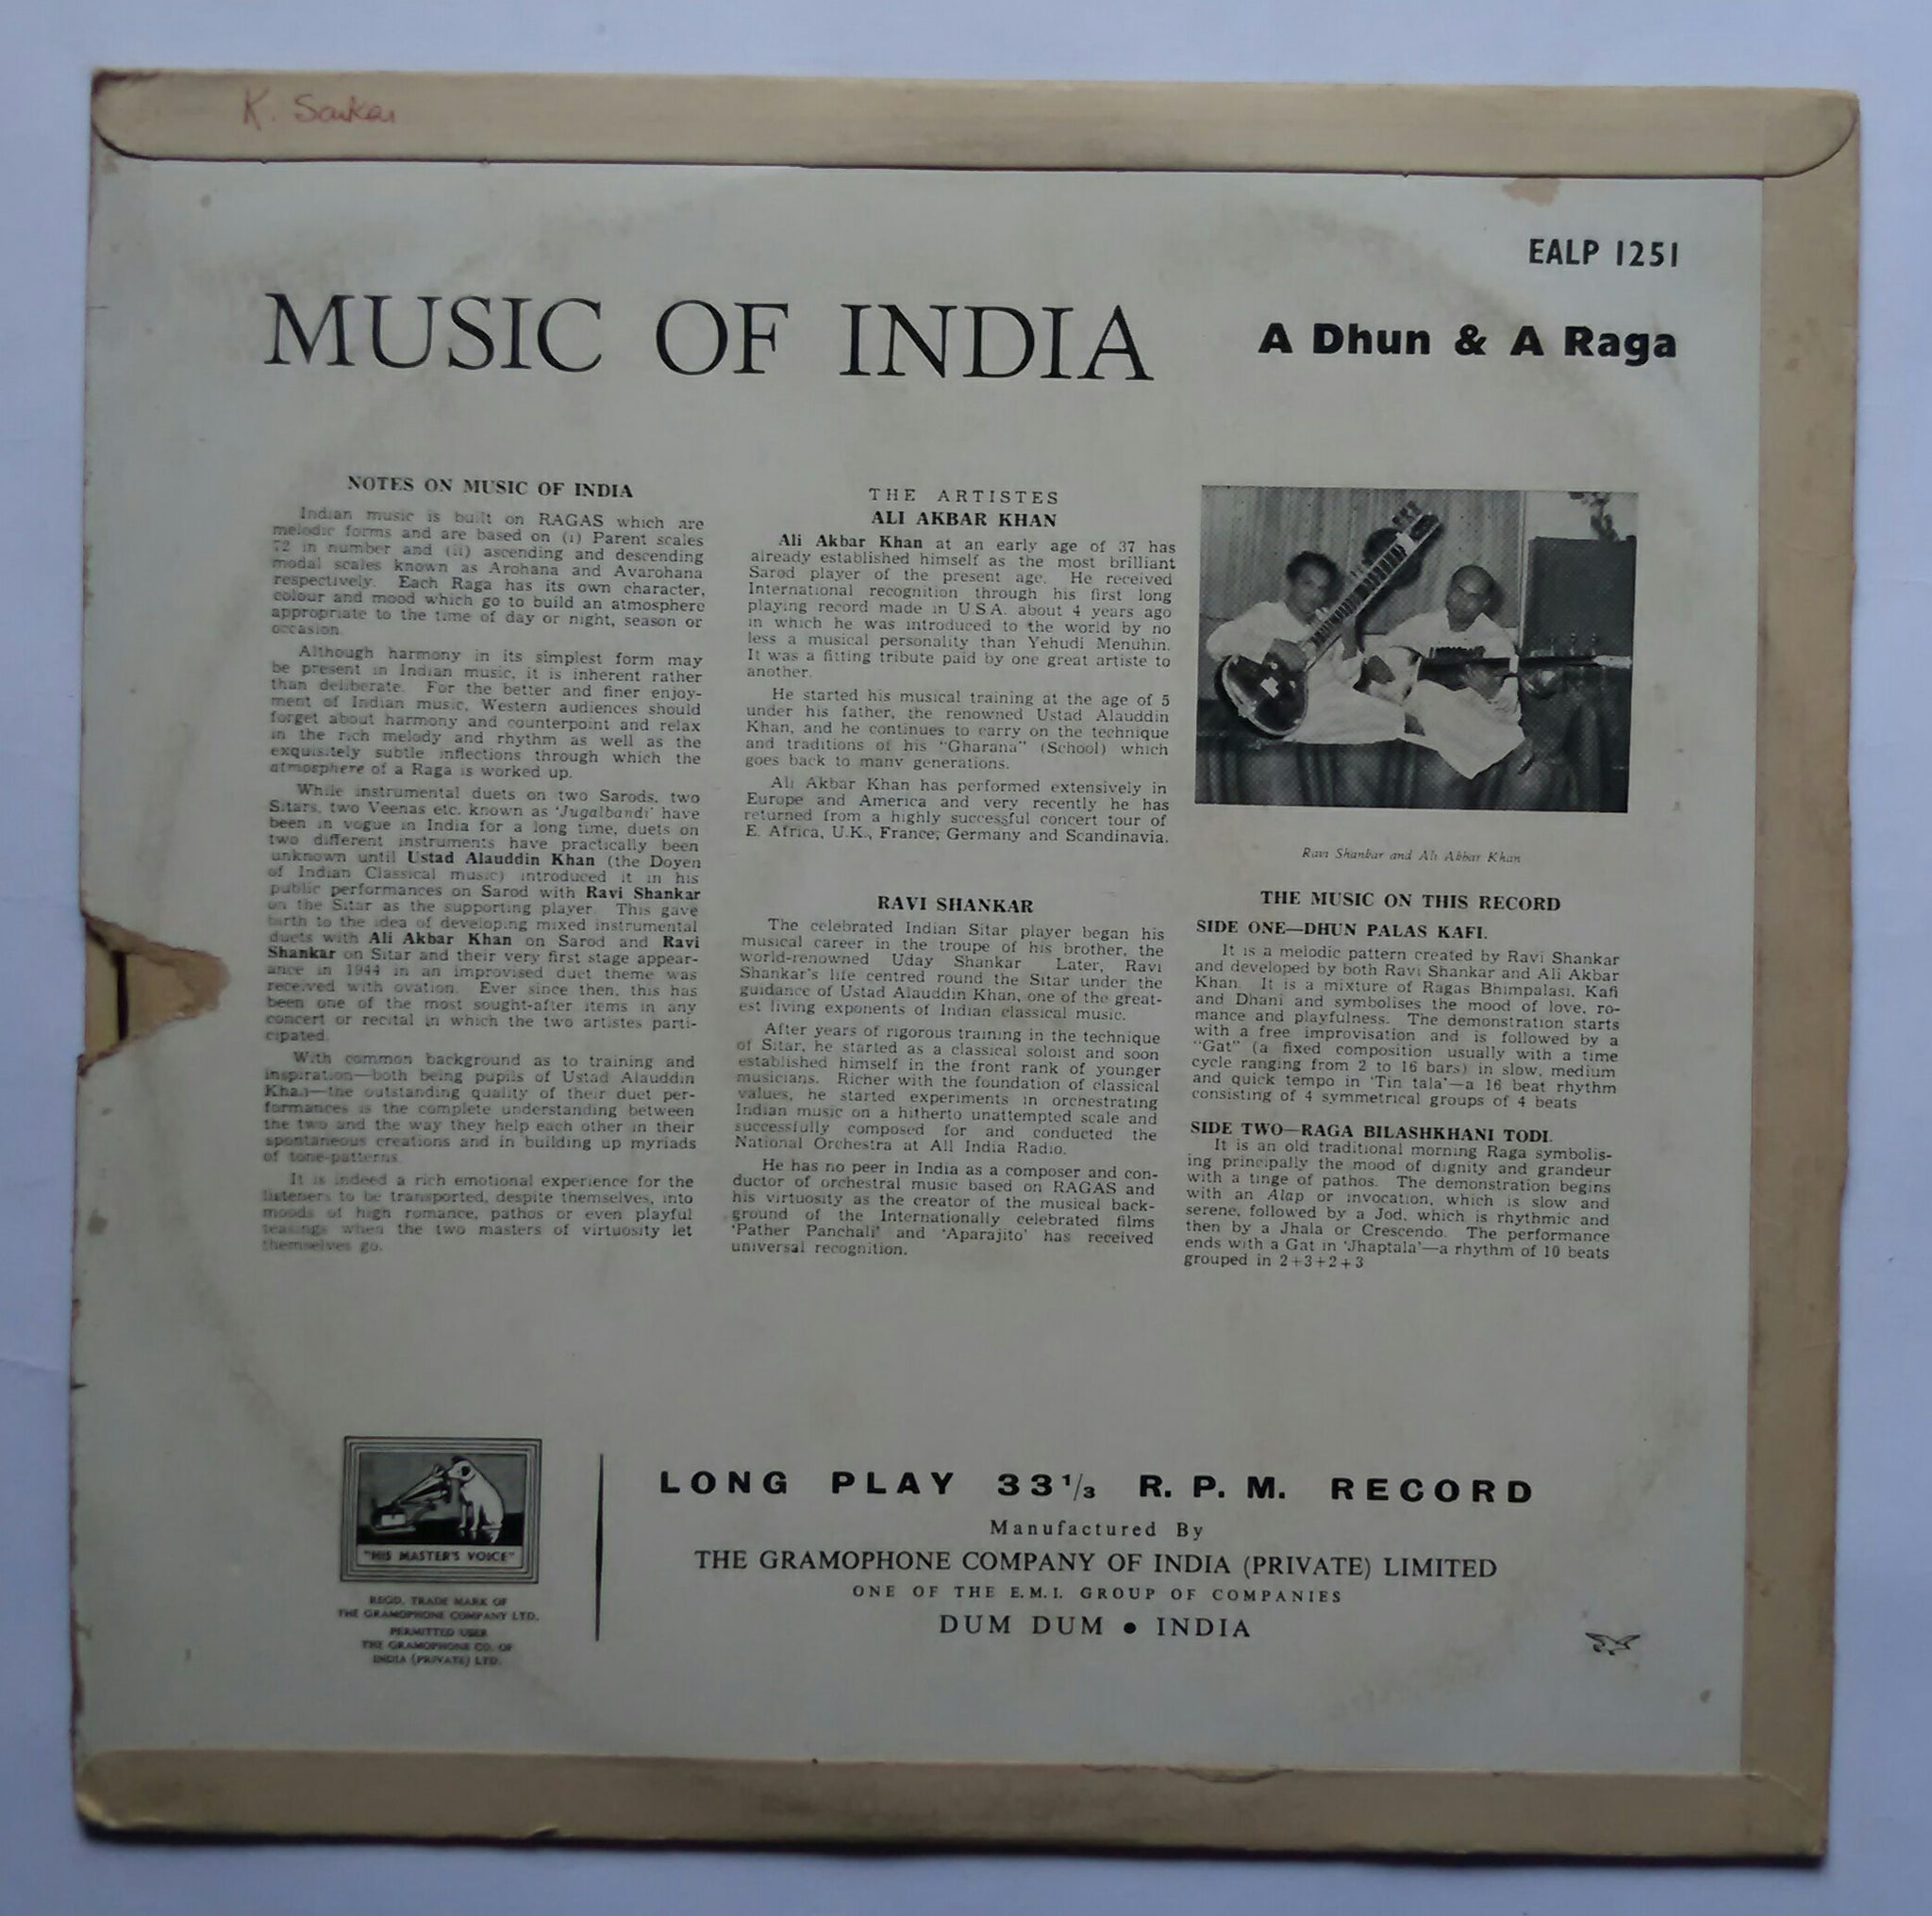 K. Sarkar
EALP 1251
MUSIC OF INDIA
A Dhun & A Raga
NOTES ON MUSIC OF INDIA
Indian music is built on RAGAS which are
melodic forms and are based on (i) Parent scales
72 in number and (ii) ascending and descending
modal scales known as Arohana and Avarohana
respectively. Each Raga has its own character,
colour and mood which go to build an atmosphere
appropriate to the time of day or night, season or
occasion.
Although harmony in its simplest form may
be present in Indian music, it is inherent rather
than deliberate. For the better and finer enjoy-
ment of Indian music, Western audiences should
forget about harmony and counterpoint and relax
in the rich melody and rhythm as well as the
exquisitely subtle inflections through which the
atmosphere of a Raga is worked up.
While instrumental duets on two Sarods, two
Sitars, two Veenas etc. known as 'Jugalbandi' have
been in vogue in India for a long time, duets on
two different instruments have practically been
unknown until Ustad Alauddin Khan (the Doyen
of Indian Classical music) introduced it in his
public performances on Sarod with Ravi Shankar
on the Sitar as the supporting player. This gave
birth to the idea of developing mixed instrumental
duets with Ali Akbar Khan on Sarod and Ravi
Shankar on Sitar and their very first stage appear-
ance in 1944 in an improvised duet theme was
received with ovation. Ever since then, this has
been one of the most sought-after items in any
concert or recital in which the two artistes parti-
cipated.
With common background as to training and
inspiration—both being pupils of Ustad Alauddin
Khan—the outstanding quality of their duet per-
formances is the complete understanding between
the two and the way they help each other in their
spontaneous creations and in building up myriads
of tone-patterns.
It is indeed a rich emotional experience for the
listeners to be transported, despite themselves, into
moods of high romance, pathos or even playful
teasings when the two masters of virtuosity let
themselves go.
THE ARTISTES
ALI AKBAR KHAN
Ali Akbar Khan at an early age of 37 has
already established himself as the most brilliant
Sarod player of the present age. He received
International recognition through his first long
playing record made in U.S.A. about 4 years ago
in which he was introduced to the world by no
less a musical personality than Yehudi Menuhin.
It was a fitting tribute paid by one great artiste to
another.
He started his musical training at the age of 5
under his father, the renowned Ustad Alauddin
Khan, and he continues to carry on the technique
and traditions of his "Gharana" (School) which
goes back to many generations.
Ali Akbar Khan has performed extensively in
Europe and America and very recently he has
returned from a highly successful concert tour of
E. Africa, U.K., France, Germany and Scandinavia.
RAVI SHANKAR
The celebrated Indian Sitar player began his
musical career in the troupe of his brother, the
world-renowned Uday Shankar Later, Ravi
Shankar's life centred round the Sitar under the
guidance of Ustad Alauddin Khan, one of the great-
est living exponents of Indian classical music.
After years of rigorous training in the technique
of Sitar, he started as a classical soloist and soon
established himself in the front rank of younger
musicians. Richer with the foundation of classical
values, he started experiments in orchestrating
Indian music on a hitherto unattempted scale and
successfully composed for and conducted the
National Orchestra at All India Radio.
He has no peer in India as a composer and con-
ductor of orchestral music based on RAGAS and
his virtuosity as the creator of the musical back-
ground of the Internationally celebrated films
'Pather Panchali' and 'Aparajito' has received
universal recognition.
Ravi Shankar and Ali Akbar Khan
THE MUSIC ON THIS RECORD
SIDE ONE—DHUN PALAS KAFI.
It is a melodic pattern created by Ravi Shankar
and developed by both Ravi Shankar and Ali Akbar
Khan. It is a mixture of Ragas Bhimpalasi, Kafi
and Dhani and symbolises the mood of love, ro-
mance and playfulness. The demonstration starts
with a free improvisation and is followed by a
"Gat" (a fixed composition usually with a time
cycle ranging from 2 to 16 bars) in slow, medium
and quick tempo in 'Tin tala'—a 16 beat rhythm
consisting of 4 symmetrical groups of 4 beats
SIDE TWO—RAGA BILASHKHANI TODI.
It is an old traditional morning Raga symbolis-
ing principally the mood of dignity and grandeur
with a tinge of pathos. The demonstration begins
with an Alap or invocation, which is slow and
serene, followed by a Jod, which is rhythmic and
then by a Jhala or Crescendo. The performance
ends with a Gat in 'Jhaptala'—a rhythm of 10 beats
grouped in 2+3+2+3
"HIS MASTER'S VOICE"
REGD. TRADE MARK OF
THE GRAMOPHONE COMPANY LTD.
PERMITTED USER
THE GRAMOPHONE CO. OF
INDIA (PRIVATE) LTD.
LONG PLAY 33 1/3 R. P. M. RECORD
Manufactured By
THE GRAMOPHONE COMPANY OF INDIA (PRIVATE) LIMITED
ONE OF THE E.M.I. GROUP OF COMPANIES
DUM DUM • INDIA